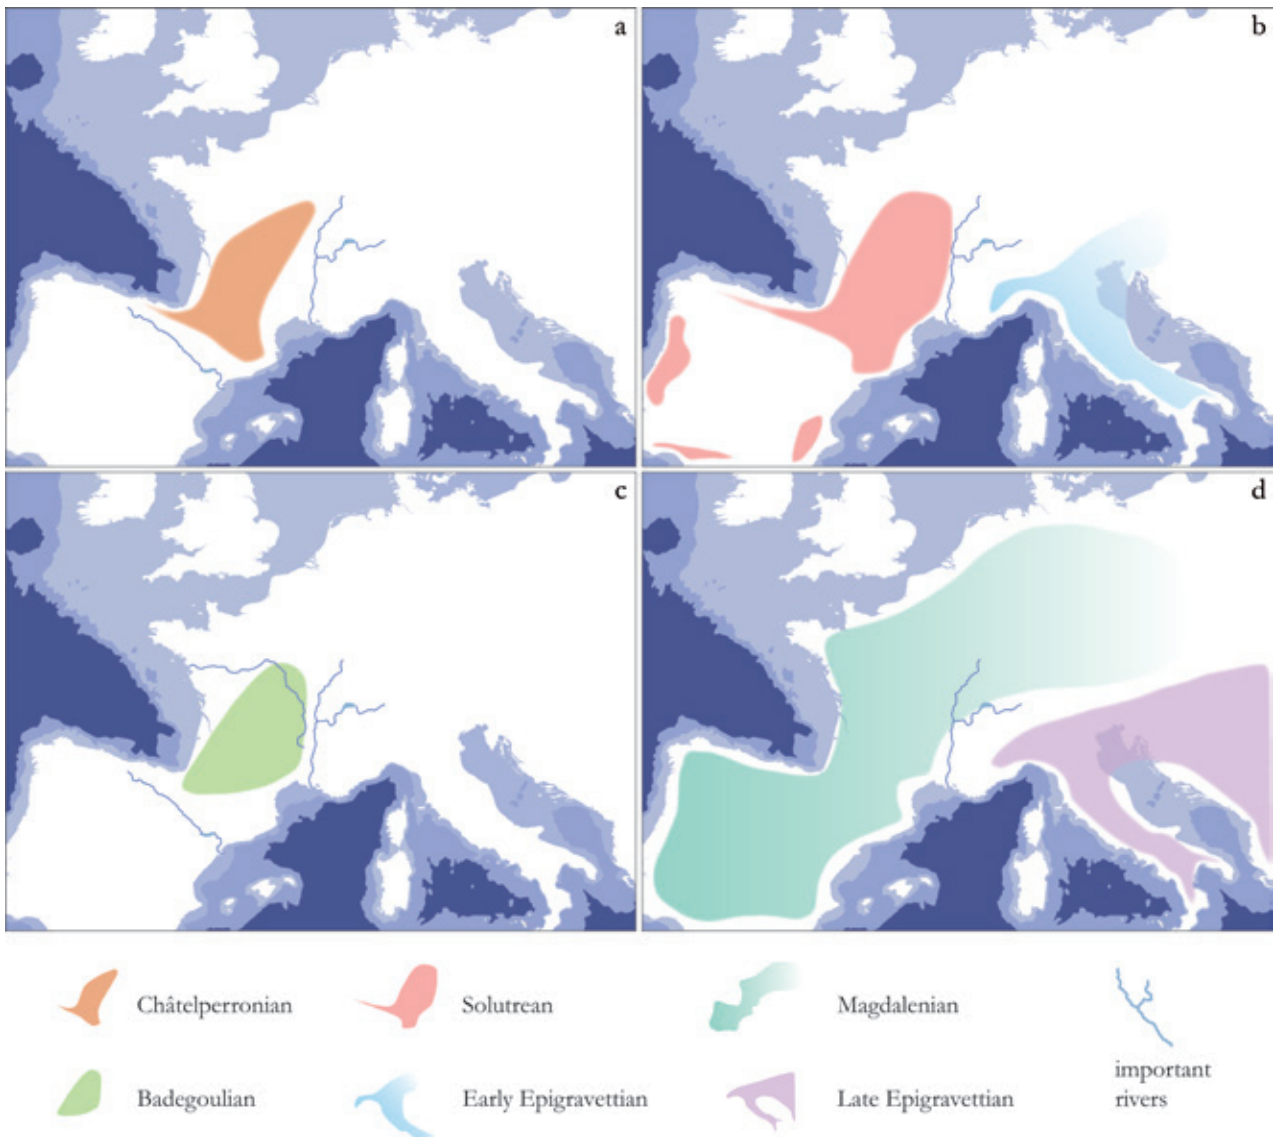 a
b
c
d
Châtelperronian
Solutrean
Magdalenian
Badegoulian
Early Epigravettian
Late Epigravettian
important
rivers